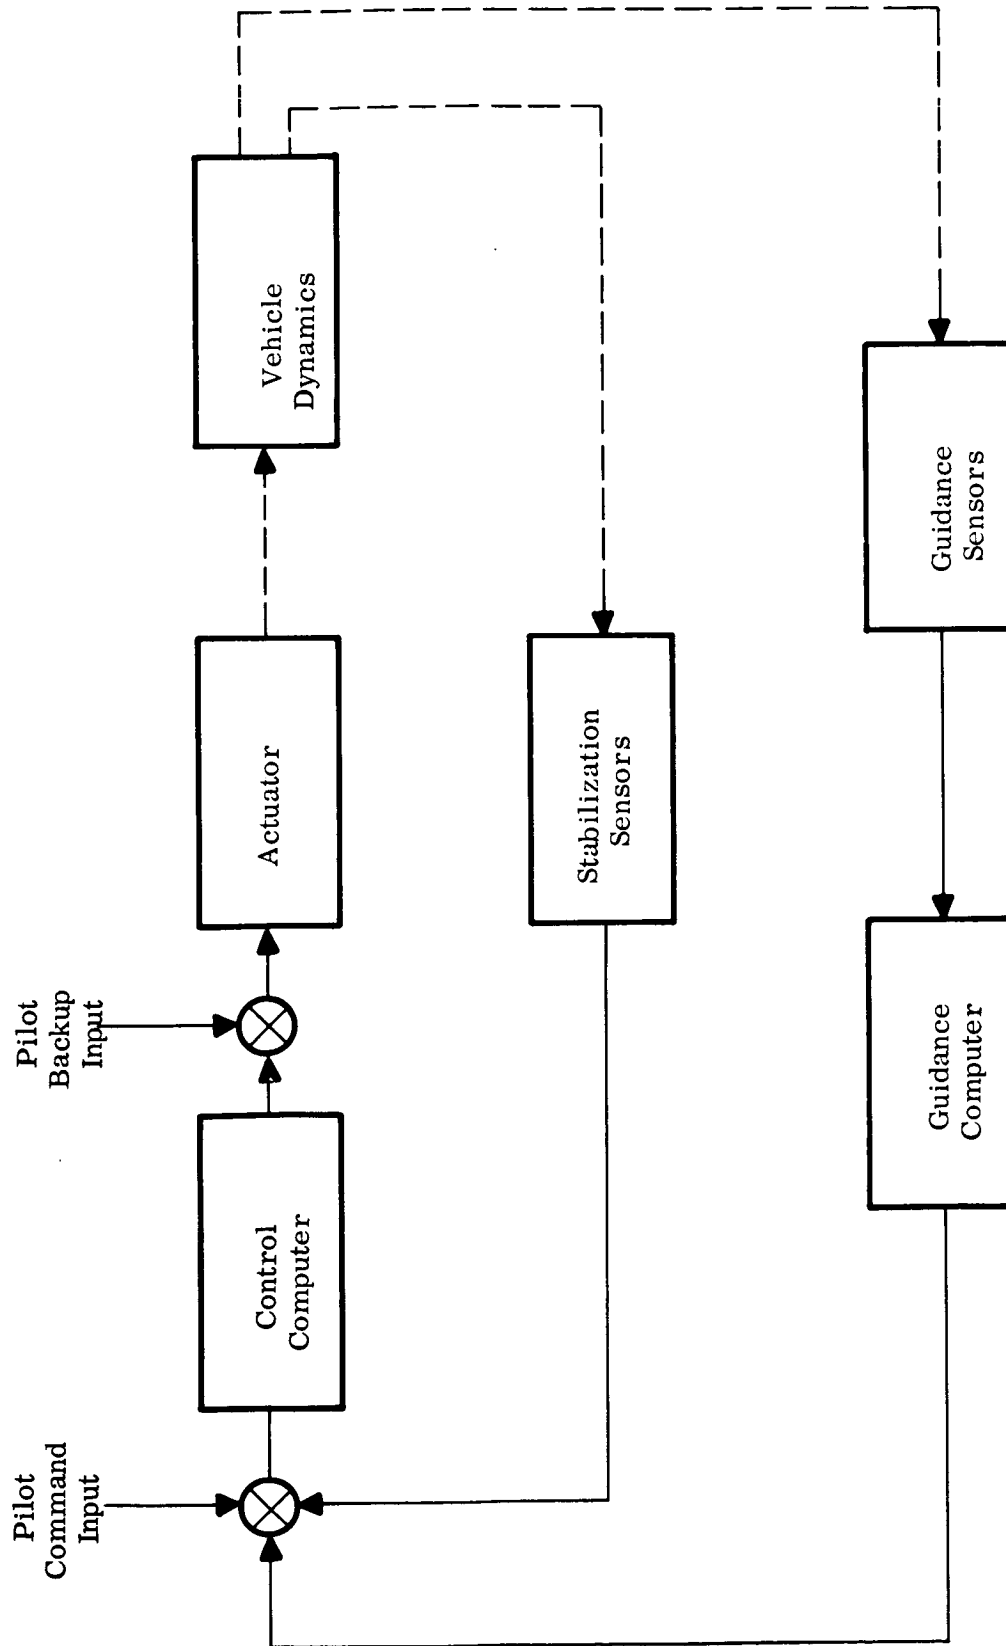 Pilot
Command
Input
Control
Computer
Pilot
Backup
Input
Actuator
Vehicle
Dynamics
Stabilization
Sensors
Guidance
Computer
Guidance
Sensors